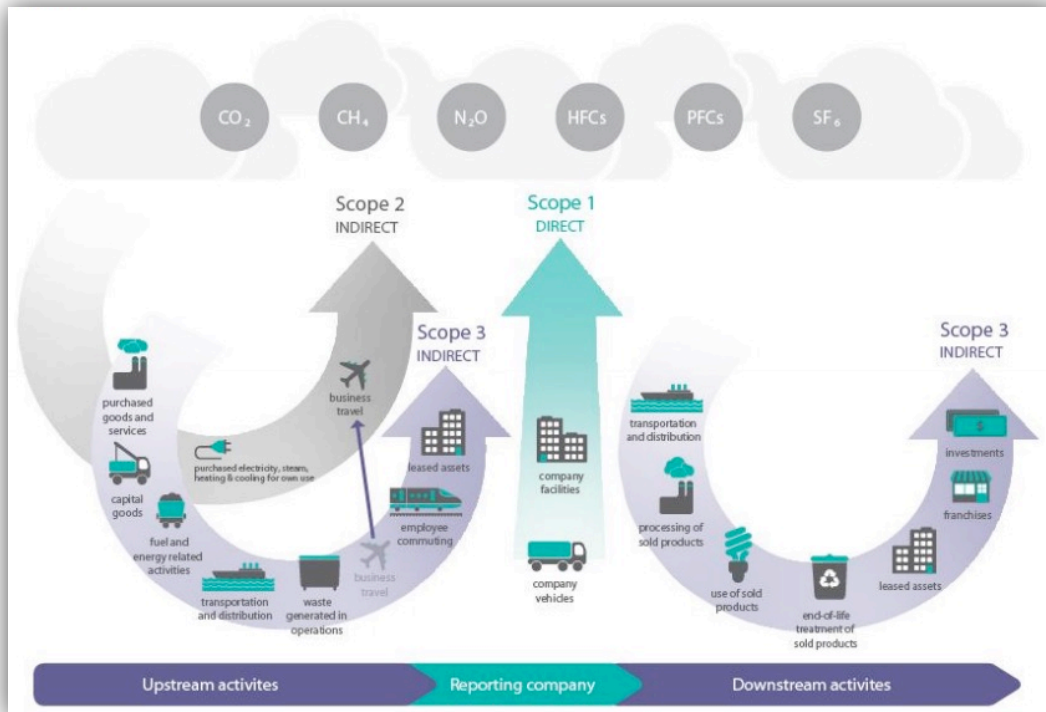 CO₂
CH₄
N₂O
HFCs
PFCs
SF₆
Scope 2
INDIRECT
Scope 1
DIRECT
Scope 3
INDIRECT
Scope 3
INDIRECT
purchased
goods and
services
capital
goods
fuel and
energy related
activities
purchased electricity, steam,
heating & cooling for own use
business
travel
transportation
and distribution
waste
generated in
operations
business
travel
employee
commuting
leased assets
company
facilities
company
vehicles
transportation
and distribution
processing of
sold products
use of sold
products
end-of-life
treatment of
sold products
leased assets
franchises
investments
Upstream activites
Reporting company
Downstream activites